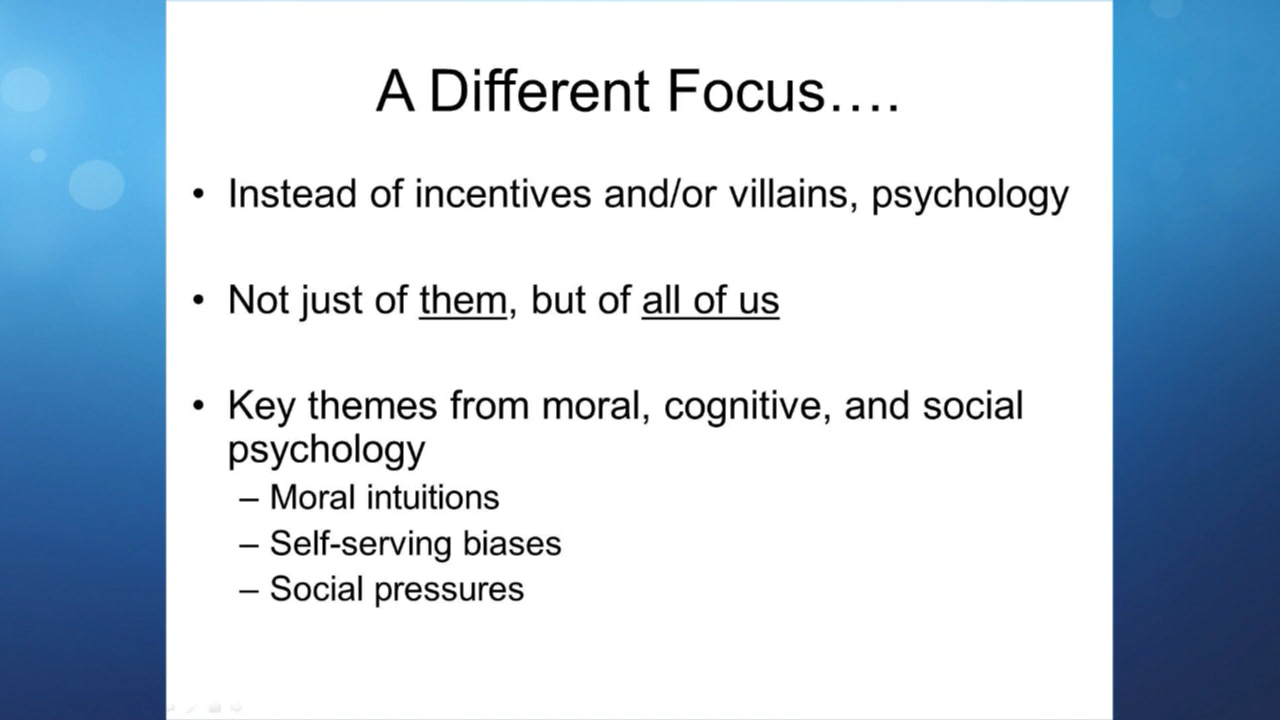 A Different Focus….
• Instead of incentives and/or villains, psychology
• Not just of them, but of all of us
• Key themes from moral, cognitive, and social
psychology
– Moral intuitions
– Self-serving biases
– Social pressures